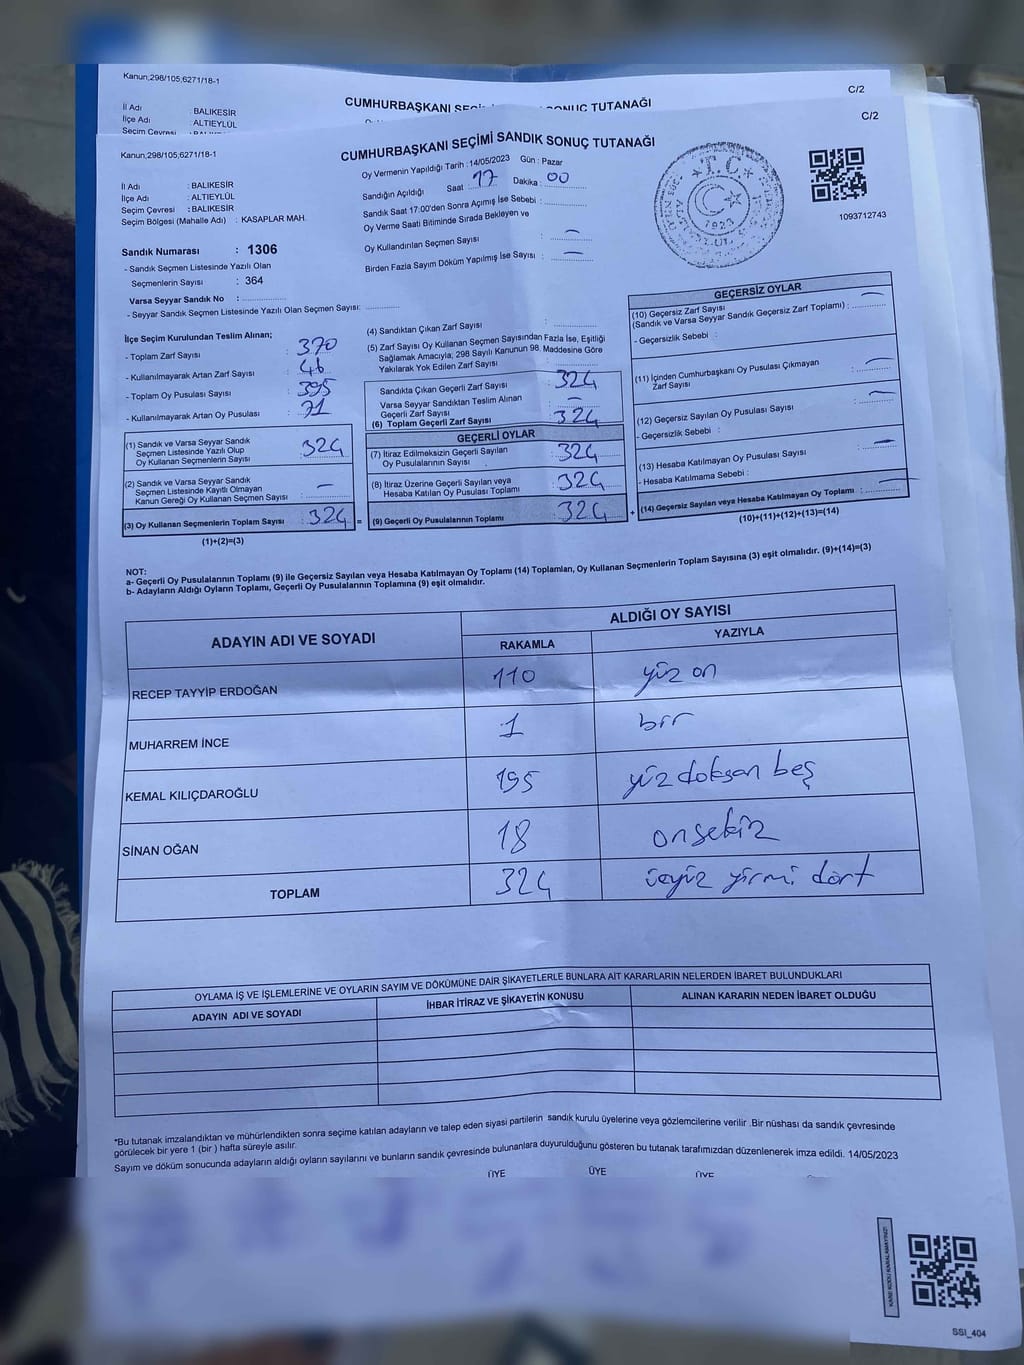 Kanun,298/105,6271/18-1
C/2
CUMHURBAŞKANI SEÇİ
SONUÇ TUTANAĞI
İl Adı : BALIKESİR
İlçe Adı : ALTIEYLÜL
Seçim Çevresi
C/2
CUMHURBAŞKANI SEÇİMİ SANDIK SONUÇ TUTANAĞI
Kanun,298/105,6271/18-1
İl Adı : BALIKESİR
İlçe Adı : ALTIEYLÜL
Seçim Çevresi : BALIKESİR
Seçim Bölgesi (Mahalle Adı) : KASAPLAR MAH.
Oy Vermenin Yapıldığı Tarih : 14/05/2023 Gün : Pazar
Sandığın Açıldığı Saat 17 Dakika : 00
Sandık Saat 17:00'den Sonra Açımış İse Sebebi :
Oy Verme Saati Bitiminde Sırada Bekleyen ve
Oy Kullandırılan Seçmen Sayısı : —
Birden Fazla Sayım Döküm Yapılmış İse Sayısı : —
T.C.
1923
1093712743
Sandık Numarası : 1306
- Sandık Seçmen Listesinde Yazılı Olan
Seçmenlerin Sayısı : 364
Varsa Seyyar Sandık No :
- Seyyar Sandık Seçmen Listesinde Yazılı Olan Seçmen Sayısı:
İlçe Seçim Kurulundan Teslim Alınan;
- Toplam Zarf Sayısı : 370
- Kullanılmayarak Artan Zarf Sayısı : 46
- Toplam Oy Pusulası Sayısı : 395
- Kullanılmayarak Artan Oy Pusulası : 71
(1) Sandık ve Varsa Seyyar Sandık
Seçmen Listesinde Yazılı Olup
Oy Kullanan Seçmenlerin Sayısı : 324
(2) Sandık ve Varsa Seyyar Sandık
Seçmen Listesinde Kayıtlı Olmayan
Kanun Gereği Oy Kullanan Seçmen Sayısı : —
(3) Oy Kullanan Seçmenlerin Toplam Sayısı : 324 =
(1)+(2)=(3)
(4) Sandıktan Çıkan Zarf Sayısı :
(5) Zarf Sayısı Oy Kullanan Seçmen Sayısından Fazla İse, Eşitliği
Sağlamak Amacıyla, 298 Sayılı Kanunun 98. Maddesine Göre
Yakılarak Yok Edilen Zarf Sayısı :
Sandıkta Çıkan Geçerli Zarf Sayısı : 324
Varsa Seyyar Sandıktan Teslim Alınan
Geçerli Zarf Sayısı : —
(6) Toplam Geçerli Zarf Sayısı : 324
GEÇERLİ OYLAR
(7) İtiraz Edilmeksizin Geçerli Sayılan
Oy Pusulalarının Sayısı : 324
(8) İtiraz Üzerine Geçerli Sayılan veya
Hesaba Katılan Oy Pusulası Toplamı : 324
(9) Geçerli Oy Pusulalarının Toplamı : 324 +
GEÇERSİZ OYLAR
(10) Geçersiz Zarf Sayısı
(Sandık ve Varsa Seyyar Sandık Geçersiz Zarf Toplamı) : —
- Geçersizlik Sebebi :
(11) İçinden Cumhurbaşkanı Oy Pusulası Çıkmayan
Zarf Sayısı : —
(12) Geçersiz Sayılan Oy Pusulası Sayısı : —
- Geçersizlik Sebebi :
(13) Hesaba Katılmayan Oy Pusulası Sayısı : —
- Hesaba Katılmama Sebebi :
(14) Geçersiz Sayılan veya Hesaba Katılmayan Oy Toplamı : —
(10)+(11)+(12)+(13)=(14)
NOT:
a- Geçerli Oy Pusulalarının Toplamı (9) ile Geçersiz Sayılan veya Hesaba Katılmayan Oy Toplamı (14) Toplamları, Oy Kullanan Seçmenlerin Toplam Sayısına (3) eşit olmalıdır. (9)+(14)=(3)
b- Adayların Aldığı Oyların Toplamı, Geçerli Oy Pusulalarının Toplamına (9) eşit olmalıdır.
ADAYIN ADI VE SOYADI
ALDIĞI OY SAYISI
RAKAMLA YAZIYLA
RECEP TAYYİP ERDOĞAN 110 yüz on
MUHARREM İNCE 1 bir
KEMAL KILIÇDAROĞLU 195 yüz doksan beş
SİNAN OĞAN 18 onsekiz
TOPLAM 324 üçyüz yirmi dört
OYLAMA İŞ VE İŞLEMLERİNE VE OYLARIN SAYIM VE DÖKÜMÜNE DAİR ŞİKAYETLERLE BUNLARA AİT KARARLARIN NELERDEN İBARET BULUNDUKLARI
ADAYIN ADI VE SOYADI İHBAR İTİRAZ VE ŞİKAYETİN KONUSU ALINAN KARARIN NEDEN İBARET OLDUĞU
*Bu tutanak imzalandıktan ve mühürlendikten sonra seçime katılan adayların ve talep eden siyasi partilerin sandık kurulu üyelerine veya gözlemcilerine verilir .Bir nüshası da sandık çevresinde
görülecek bir yere 1 (bir ) hafta süreyle asılır.
Sayım ve döküm sonucunda adayların aldığı oyların sayılarını ve bunların sandık çevresinde bulunanlara duyurulduğunu gösteren bu tutanak tarafımızdan düzenlenerek imza edildi. 14/05/2023
ÜYE ÜYE ÜYE
KARE KODU KARALAMAYINIZ!
SSI_404